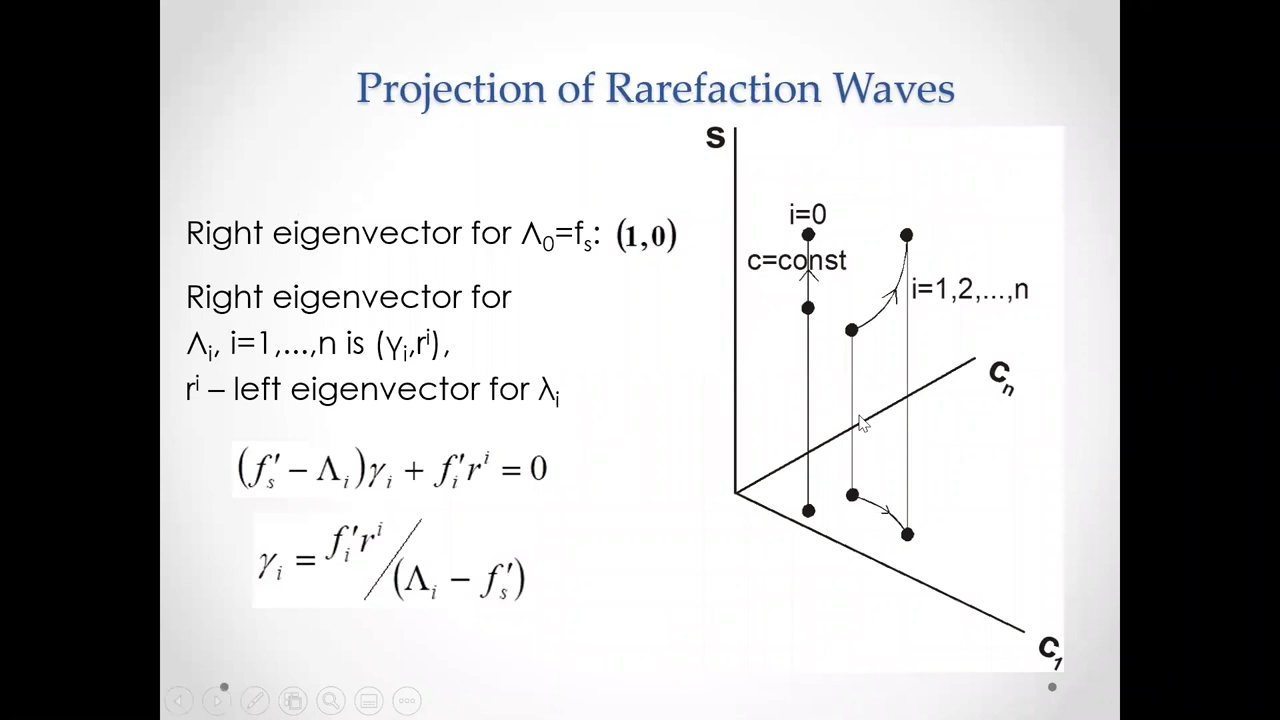 Projection of Rarefaction Waves
Right eigenvector for Λ₀=fₛ: (1,0)
Right eigenvector for
Λᵢ, i=1,...,n is (γᵢ,rⁱ),
rⁱ – left eigenvector for λᵢ
(f′ₛ − Λᵢ)γᵢ + f′ᵢrⁱ = 0
γᵢ = f′ᵢrⁱ/(Λᵢ − f′ₛ)
S
i=0
c=const
i=1,2,...,n
Cₙ
C₁